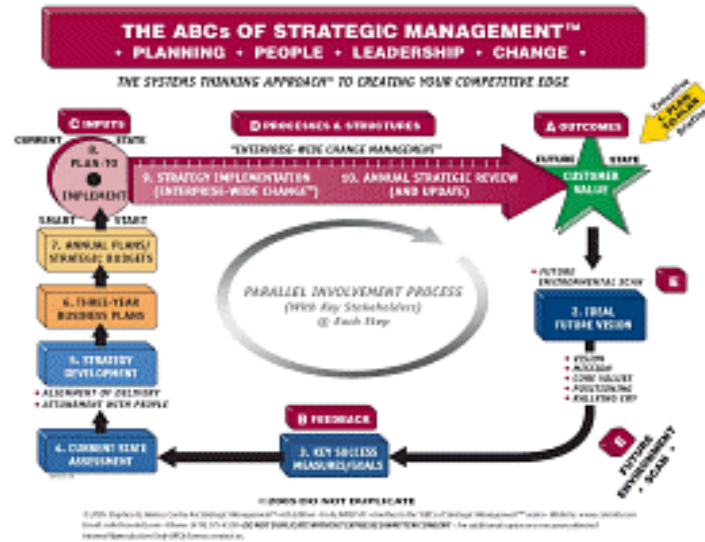 THE ABCs OF STRATEGIC MANAGEMENT™
• PLANNING • PEOPLE • LEADERSHIP • CHANGE •
THE SYSTEMS THINKING APPROACH® TO CREATING YOUR COMPETITIVE EDGE
C INPUTS
D PROCESSES & STRUCTURES
A OUTCOMES
Executive
1. PLAN-
TO-PLAN
Briefing
CURRENT STATE
"ENTERPRISE-WIDE CHANGE MANAGEMENT"
FUTURE STATE
8.
PLAN-TO
IMPLEMENT
9. STRATEGY IMPLEMENTATION
(ENTERPRISE-WIDE CHANGE™)
10. ANNUAL STRATEGIC REVIEW
(AND UPDATE)
CUSTOMER
VALUE
SMART START
7. ANNUAL PLANS/
STRATEGIC BUDGETS
6. THREE-YEAR
BUSINESS PLANS
5. STRATEGY
DEVELOPMENT
• ALIGNMENT OF DELIVERY
• ATTUNEMENT WITH PEOPLE
4. CURRENT STATE
ASSESSMENT
PARALLEL INVOLVEMENT PROCESS
(With Key Stakeholders)
@ Each Step
• FUTURE
ENVIRONMENTAL SCAN
E
2. IDEAL
FUTURE VISION
• VISION
• MISSION
• CORE VALUES
• POSITIONING
• RALLYING CRY
B FEEDBACK
3. KEY SUCCESS
MEASURES/GOALS
E
FUTURE
ENVIRONMENT
• SCAN •
©2005 DO NOT DUPLICATE